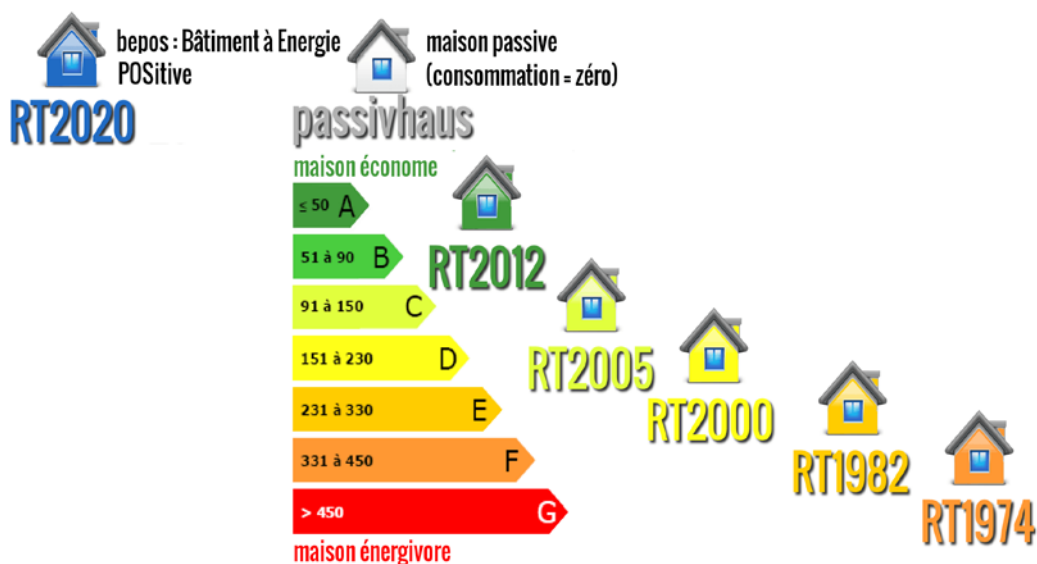 bepos : Bâtiment à Energie
POSitive
RT2020
maison passive
(consommation = zéro)
passivhaus
maison économe
≤ 50 A
51 à 90 B
RT2012
91 à 150 C
151 à 230 D
RT2005
231 à 330 E
RT2000
331 à 450 F
RT1982
> 450 G
RT1974
maison énergivore